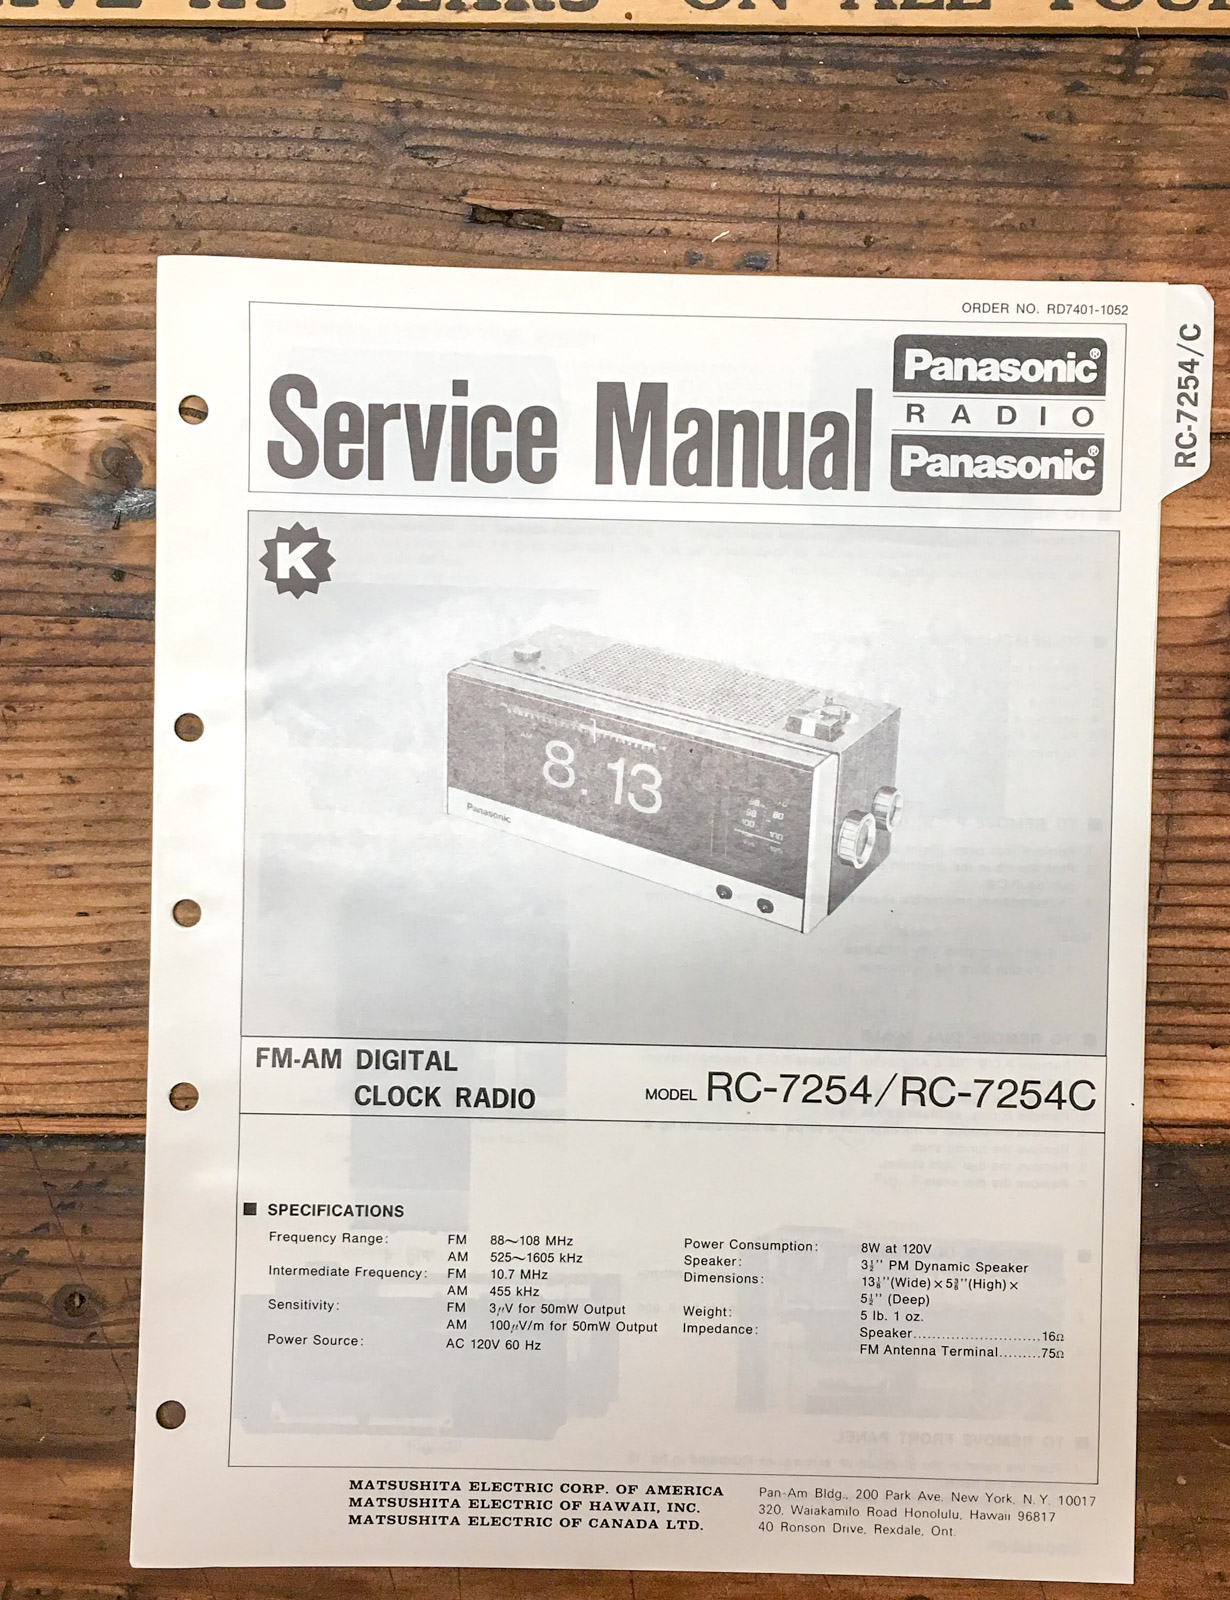 ON ALL YOUR
ORDER NO. RD7401-1052
Service Manual
Panasonic®
RADIO
Panasonic®
RC-7254/C
K
8.13
Panasonic
FM-AM DIGITAL
CLOCK RADIO
MODEL RC-7254/RC-7254C
■ SPECIFICATIONS
Frequency Range: FM 88~108 MHz
AM 525~1605 kHz
Intermediate Frequency: FM 10.7 MHz
AM 455 kHz
Sensitivity: FM 3μV for 50mW Output
AM 100μV/m for 50mW Output
Power Source: AC 120V 60 Hz
Power Consumption: 8W at 120V
Speaker: 3½'' PM Dynamic Speaker
Dimensions: 13⅛''(Wide) × 5⅜''(High) ×
5½'' (Deep)
Weight: 5 lb. 1 oz.
Impedance: Speaker...........................16Ω
FM Antenna Terminal.........75Ω
MATSUSHITA ELECTRIC CORP. OF AMERICA
MATSUSHITA ELECTRIC OF HAWAII, INC.
MATSUSHITA ELECTRIC OF CANADA LTD.
Pan-Am Bldg., 200 Park Ave. New York, N. Y. 10017
320, Waiakamilo Road Honolulu, Hawaii 96817
40 Ronson Drive, Rexdale, Ont.